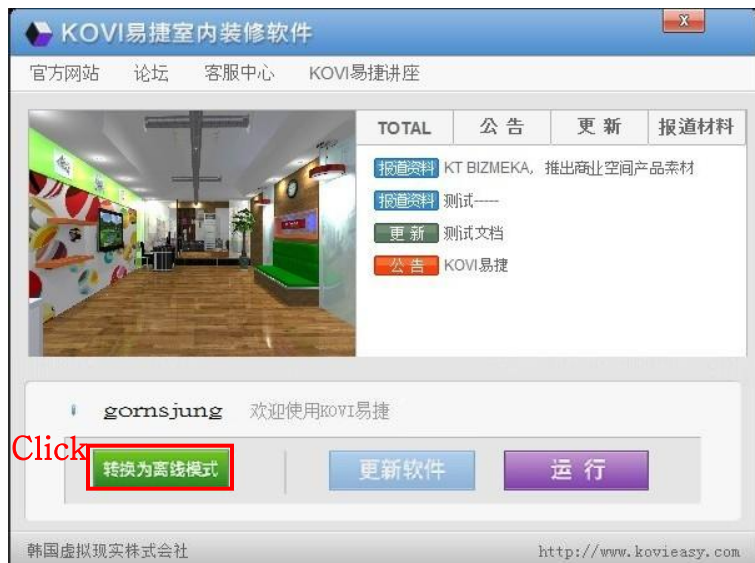 KOVI易捷室内装修软件
X
官方网站 论坛 客服中心 KOVI易捷讲座
TOTAL 公告 更新 报道材料
报道资料 KT BIZMEKA, 推出商业空间产品素材
报道资料 测试-----
更新 测试文档
公告 KOVI易捷
gornsjung 欢迎使用KOVI易捷
Click
转换为离线模式 更新软件 运行
韩国虚拟现实株式会社 http://www.kovieasy.com